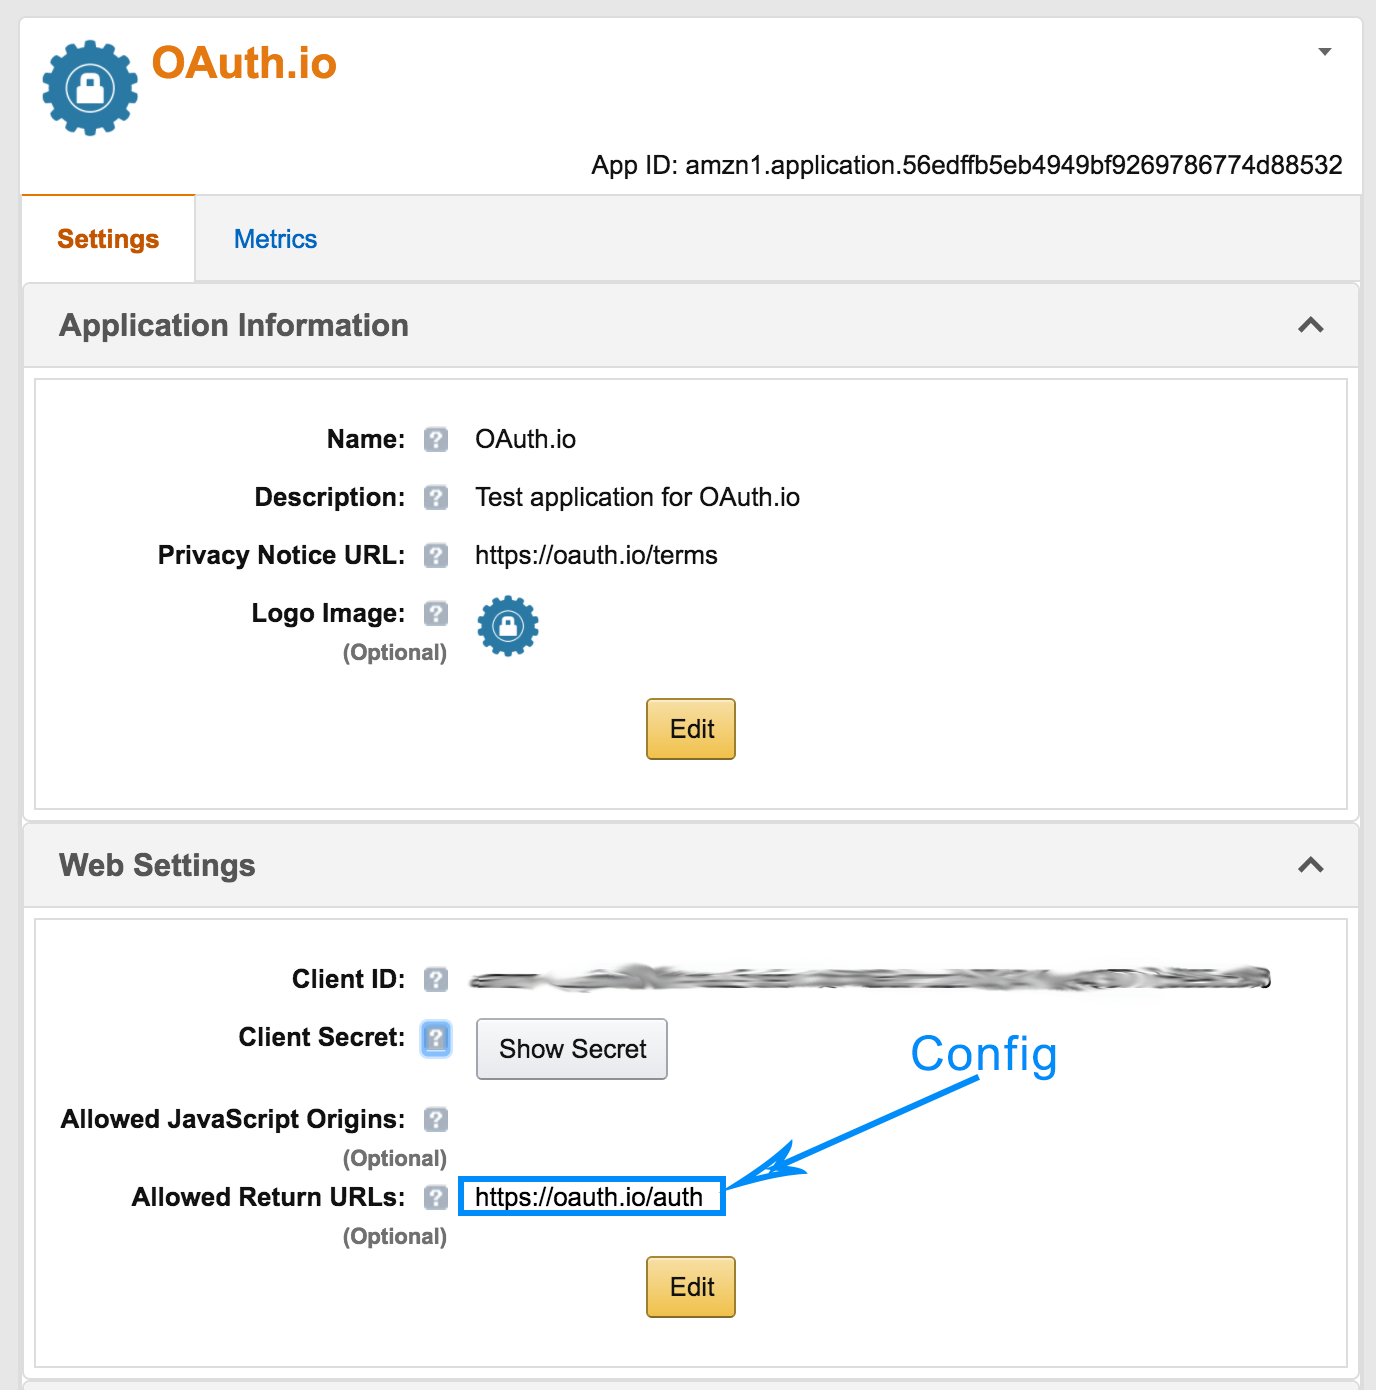 OAuth.io
App ID: amzn1.application.56edffb5eb4949bf9269786774d88532
Settings Metrics
Application Information
Name: ? OAuth.io
Description: ? Test application for OAuth.io
Privacy Notice URL: ? https://oauth.io/terms
Logo Image: ?
(Optional)
Edit
Web Settings
Client ID: ?
Client Secret: ? Show Secret
Config
Allowed JavaScript Origins: ?
(Optional)
Allowed Return URLs: ? https://oauth.io/auth
(Optional)
Edit